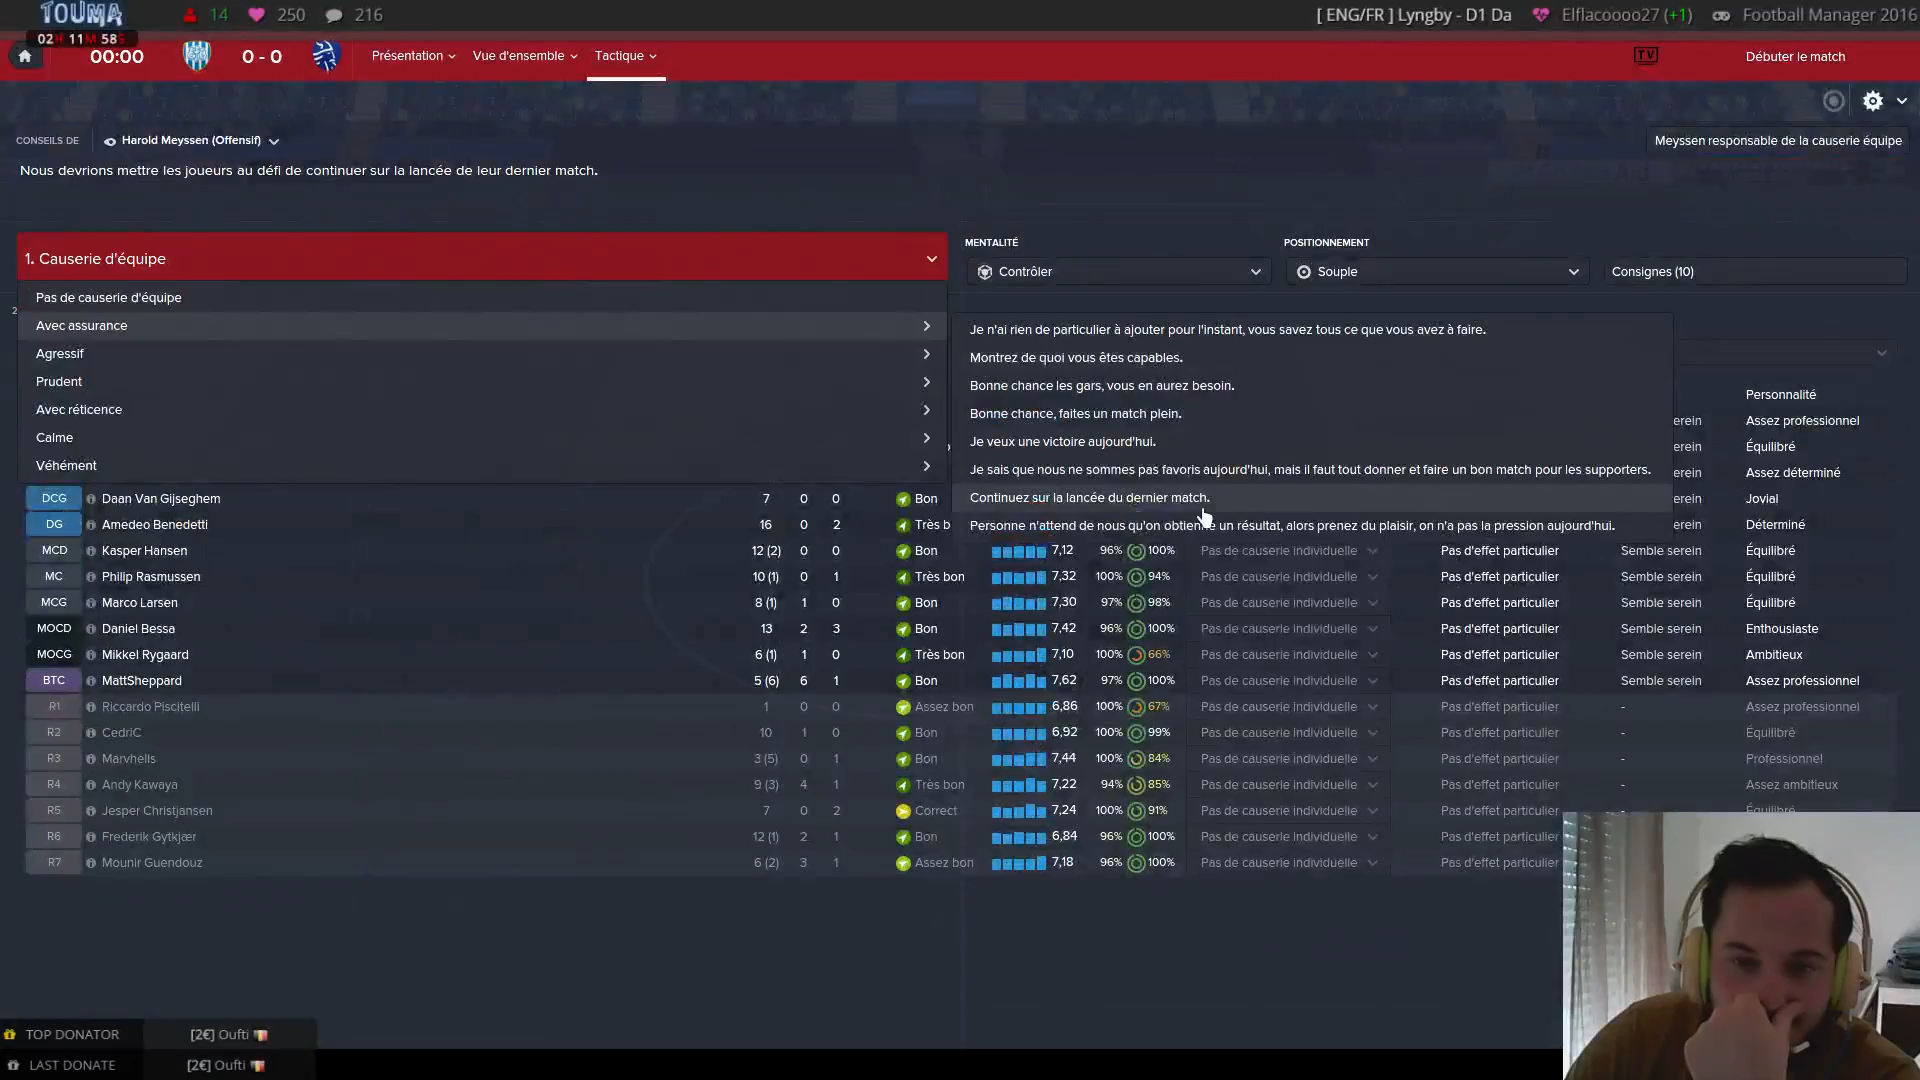 TOUMA
02H 11M 58S
14 250 216
[ ENG/FR ] Lyngby - D1 Da Elflacoooo27 (+1) Football Manager 2016
00:00 0 - 0 Présentation Vue d'ensemble Tactique TV Débuter le match
CONSEILS DE Harold Meyssen (Offensif) Meyssen responsable de la causerie équipe
Nous devrions mettre les joueurs au défi de continuer sur la lancée de leur dernier match.
MENTALITÉ POSITIONNEMENT
1. Causerie d'équipe Contrôler Souple Consignes (10)
Pas de causerie d'équipe
Avec assurance
Agressif
Prudent
Avec réticence
Calme
Véhément
Je n'ai rien de particulier à ajouter pour l'instant, vous savez tous ce que vous avez à faire.
Montrez de quoi vous êtes capables.
Bonne chance les gars, vous en aurez besoin.
Bonne chance, faites un match plein.
Je veux une victoire aujourd'hui.
Je sais que nous ne sommes pas favoris aujourd'hui, mais il faut tout donner et faire un bon match pour les supporters.
Continuez sur la lancée du dernier match.
Personne n'attend de nous qu'on obtienne un résultat, alors prenez du plaisir, on n'a pas la pression aujourd'hui.
Personnalité
erein Assez professionnel
erein Équilibré
erein Assez déterminé
DCG Daan Van Gijseghem 7 0 0 Bon erein Jovial
DG Amedeo Benedetti 16 0 2 Très b erein Déterminé
MCD Kasper Hansen 12 (2) 0 0 Bon 7,12 96% 100% Pas de causerie individuelle Pas d'effet particulier Semble serein Équilibré
MC Philip Rasmussen 10 (1) 0 1 Très bon 7,32 100% 94% Pas de causerie individuelle Pas d'effet particulier Semble serein Équilibré
MCG Marco Larsen 8 (1) 1 0 Bon 7,30 97% 98% Pas de causerie individuelle Pas d'effet particulier Semble serein Équilibré
MOCD Daniel Bessa 13 2 3 Bon 7,42 96% 100% Pas de causerie individuelle Pas d'effet particulier Semble serein Enthousiaste
MOCG Mikkel Rygaard 6 (1) 1 0 Très bon 7,10 100% 66% Pas de causerie individuelle Pas d'effet particulier Semble serein Ambitieux
BTC MattSheppard 5 (6) 6 1 Bon 7,62 97% 100% Pas de causerie individuelle Pas d'effet particulier Semble serein Assez professionnel
R1 Riccardo Piscitelli 1 0 0 Assez bon 6,86 100% 67% Pas de causerie individuelle Pas d'effet particulier - Assez professionnel
R2 CedriC 10 1 0 Bon 6,92 100% 99% Pas de causerie individuelle Pas d'effet particulier - Équilibré
R3 Marvhells 3 (5) 0 1 Bon 7,44 100% 84% Pas de causerie individuelle Pas d'effet particulier - Professionnel
R4 Andy Kawaya 9 (3) 4 1 Très bon 7,22 94% 85% Pas de causerie individuelle Pas d'effet particulier - Assez ambitieux
R5 Jesper Christjansen 7 0 2 Correct 7,24 100% 91% Pas de causerie individuelle Pas d'effet particulier - Équilibré
R6 Frederik Gytkjær 12 (1) 2 1 Bon 6,84 96% 100% Pas de causerie individuelle Pas d'effet particulier
R7 Mounir Guendouz 6 (2) 3 1 Assez bon 7,18 96% 100% Pas de causerie individuelle Pas d'effet particulier
TOP DONATOR [2€] Oufti
LAST DONATE [2€] Oufti